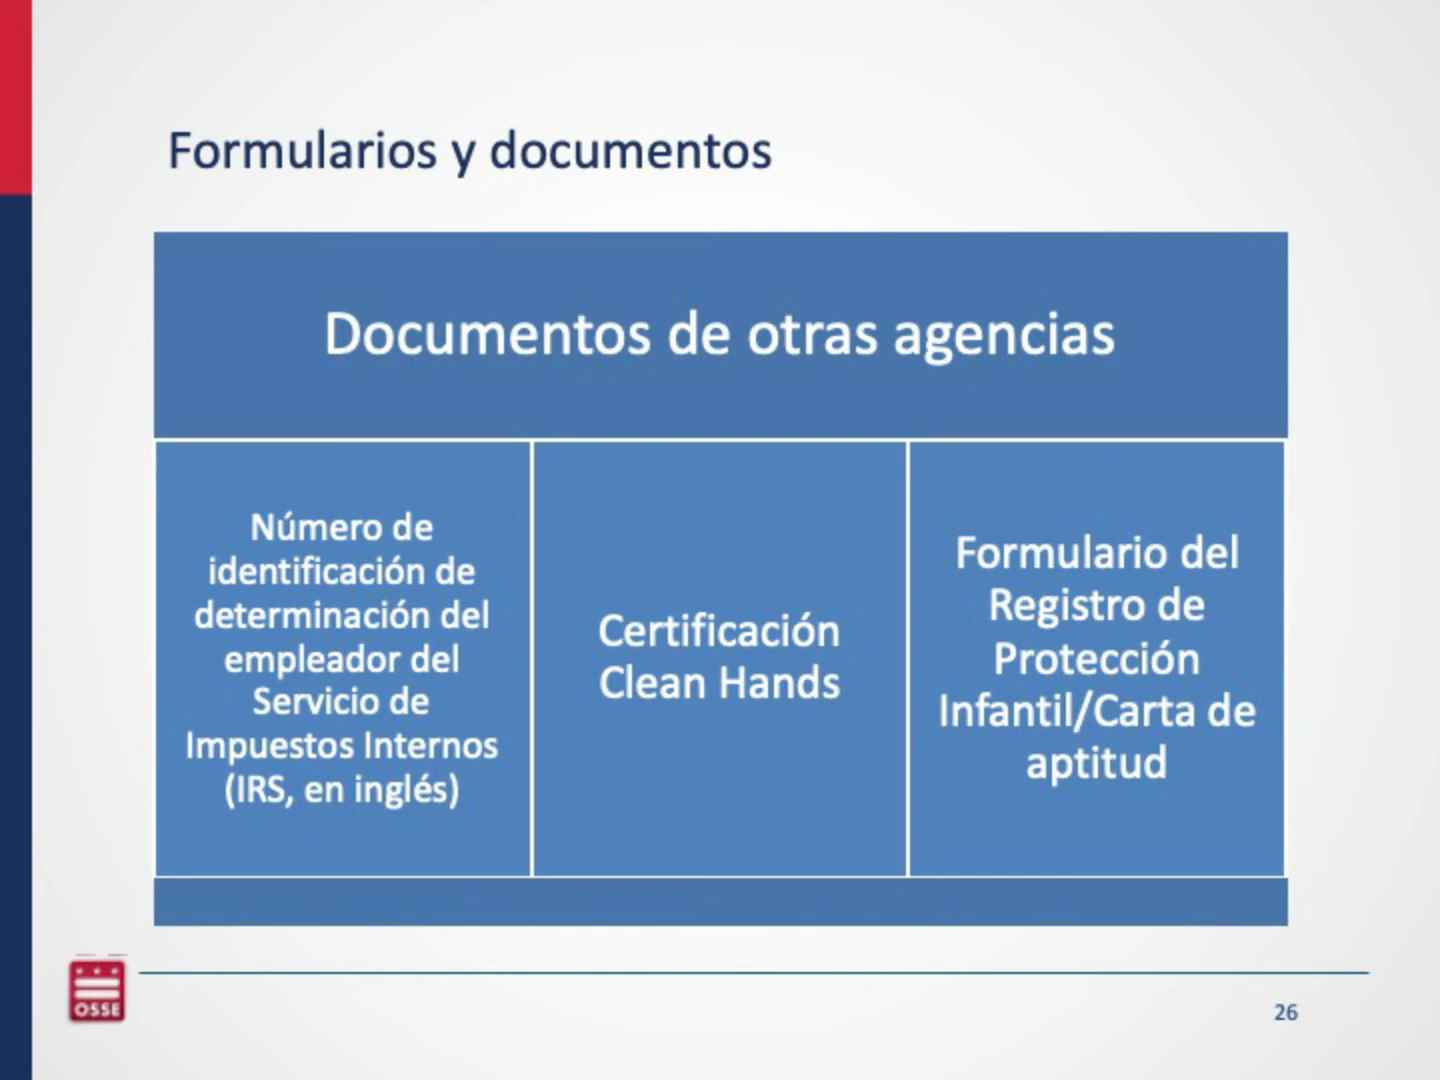 Formularios y documentos
Documentos de otras agencias
Número de
identificación de
determinación del
empleador del
Servicio de
Impuestos Internos
(IRS, en inglés)
Certificación
Clean Hands
Formulario del
Registro de
Protección
Infantil/Carta de
aptitud
OSSE
26